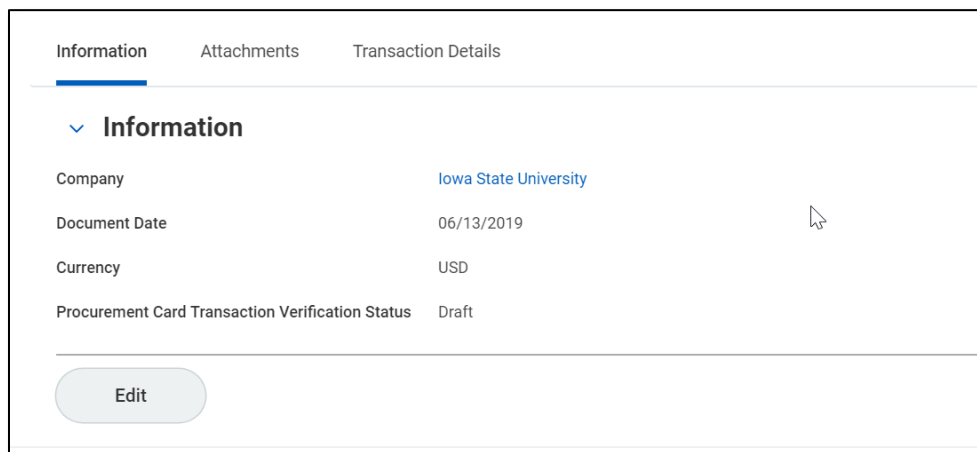 Information Attachments Transaction Details
Information
Company Iowa State University
Document Date 06/13/2019
Currency USD
Procurement Card Transaction Verification Status Draft
Edit